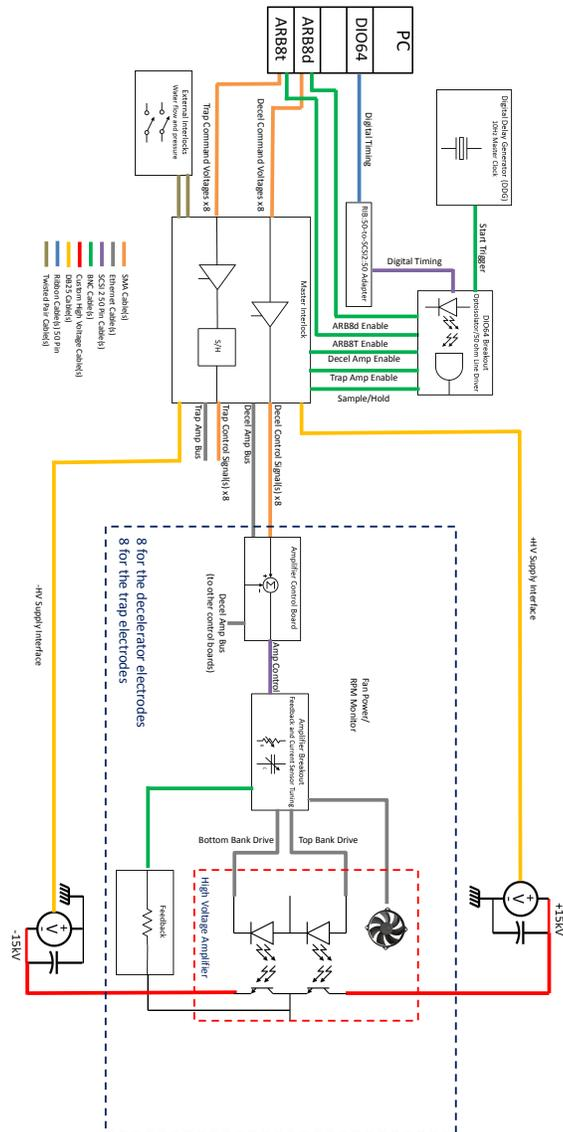 PC
DIO64
ARB8d
ARB8t
Digital Delay Generator (DDG)
10Hz Master Clock
External Interlocks
Water flow and pressure
Trap Command Voltages x8
Decel Command Voltages x8
Digital Timing
RIB:50-to-SCSI2:50 Adapter
Digital Timing
Start Trigger
DIO64 Breakout
Optoisolator/50 ohm Line Driver
ARB8d Enable
ARB8T Enable
Decel Amp Enable
Trap Amp Enable
Sample/Hold
Master Interlock
S/H
SMA Cable(s)
Ethernet Cable(s)
SCSI 2 50 Pin Cable(s)
BNC Cable(s)
Custom High Voltage Cable(s)
DB25 Cable(s)
Ribbon Cable(s) 50 Pin
Twisted Pair Cable(s)
Decel Control Signal(s) x8
Decel Amp Bus
Trap Control Signal(s) x8
Trap Amp Bus
+HV Supply Interface
-HV Supply Interface
8 for the decelerator electrodes
8 for the trap electrodes
Amplifier Control Board
Σ
+
-
Decel Amp Bus
(to other control boards)
Amp Control
Fan Power/
RPM Monitor
Amplifier Breakout
Feedback and Current Sensor Tuning
Bottom Bank Drive
Top Bank Drive
High Voltage Amplifier
Feedback
+15kV
+
V
-
-15kV
+
V
-